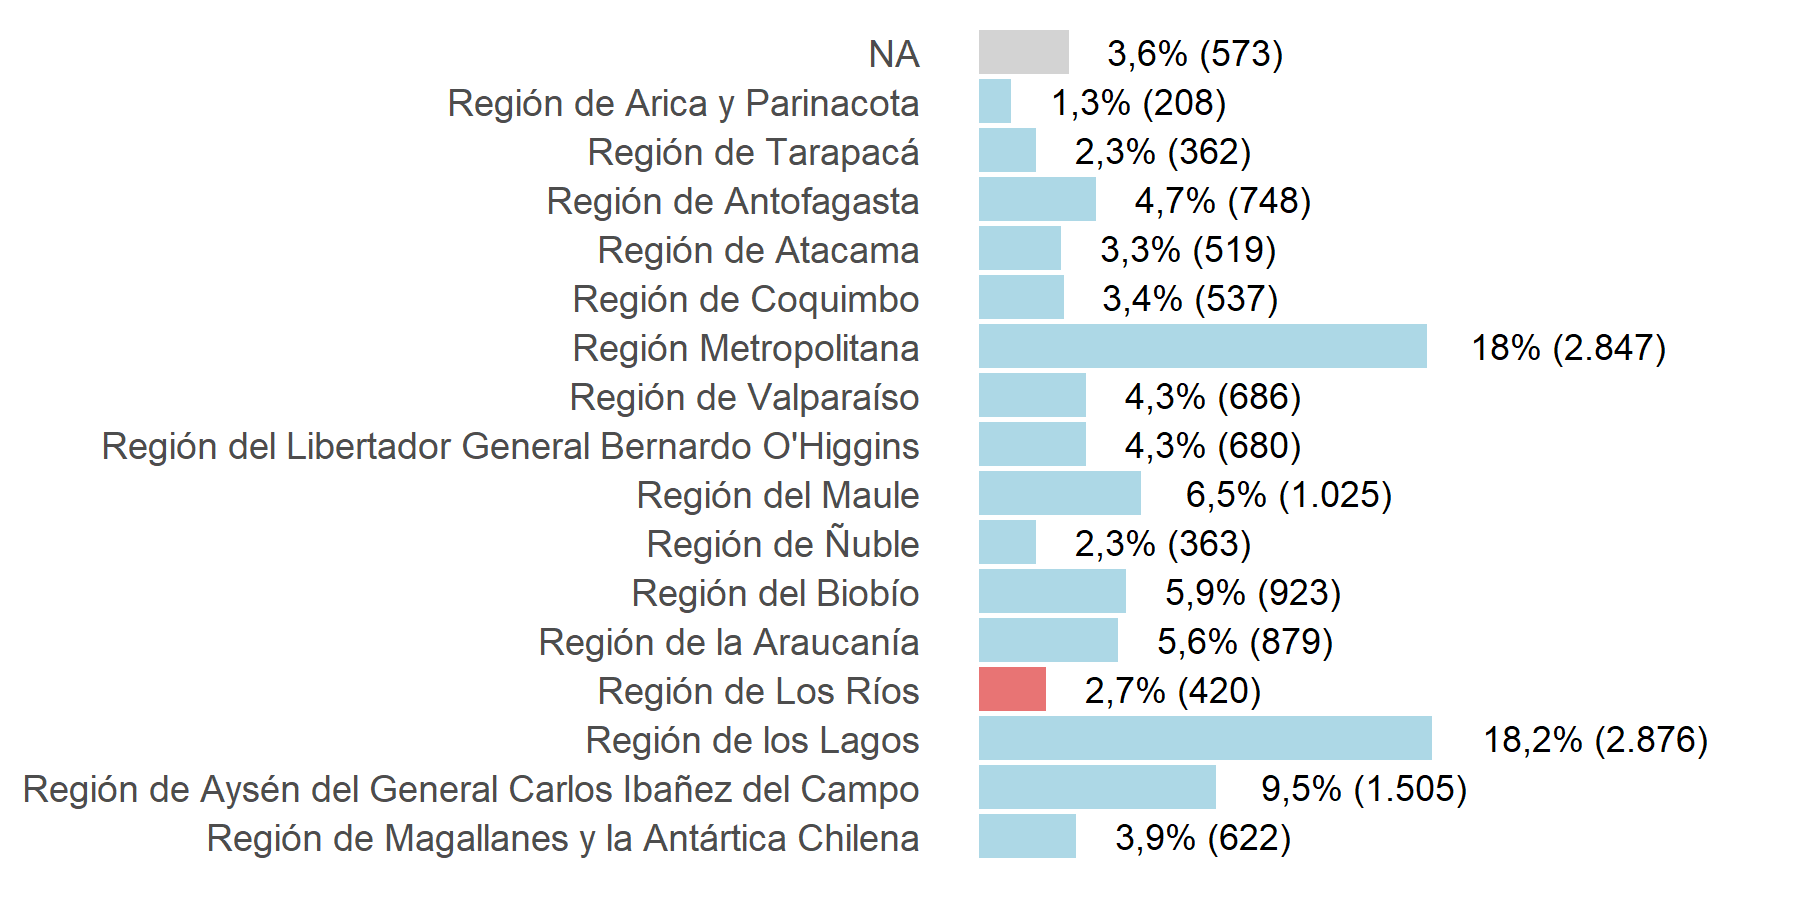 NA 3,6% (573)
Región de Arica y Parinacota 1,3% (208)
Región de Tarapacá 2,3% (362)
Región de Antofagasta 4,7% (748)
Región de Atacama 3,3% (519)
Región de Coquimbo 3,4% (537)
Región Metropolitana 18% (2.847)
Región de Valparaíso 4,3% (686)
Región del Libertador General Bernardo O'Higgins 4,3% (680)
Región del Maule 6,5% (1.025)
Región de Ñuble 2,3% (363)
Región del Biobío 5,9% (923)
Región de la Araucanía 5,6% (879)
Región de Los Ríos 2,7% (420)
Región de los Lagos 18,2% (2.876)
Región de Aysén del General Carlos Ibañez del Campo 9,5% (1.505)
Región de Magallanes y la Antártica Chilena 3,9% (622)